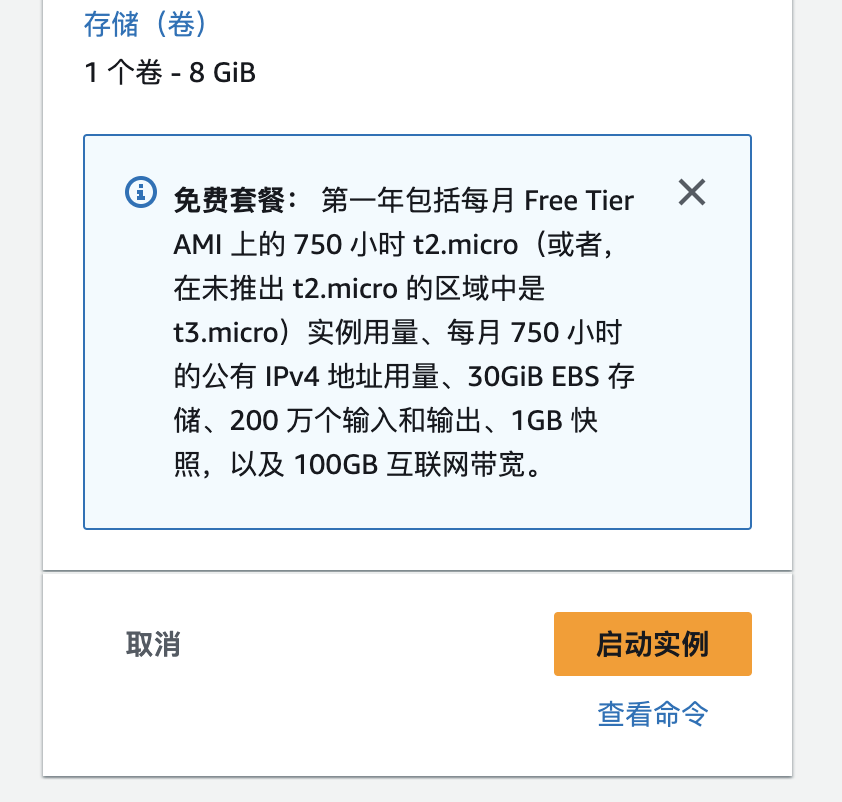 存储（卷）
1 个卷 - 8 GiB
免费套餐： 第一年包括每月 Free Tier
AMI 上的 750 小时 t2.micro（或者，
在未推出 t2.micro 的区域中是
t3.micro）实例用量、每月 750 小时
的公有 IPv4 地址用量、30GiB EBS 存
储、200 万个输入和输出、1GB 快
照，以及 100GB 互联网带宽。
取消
启动实例
查看命令